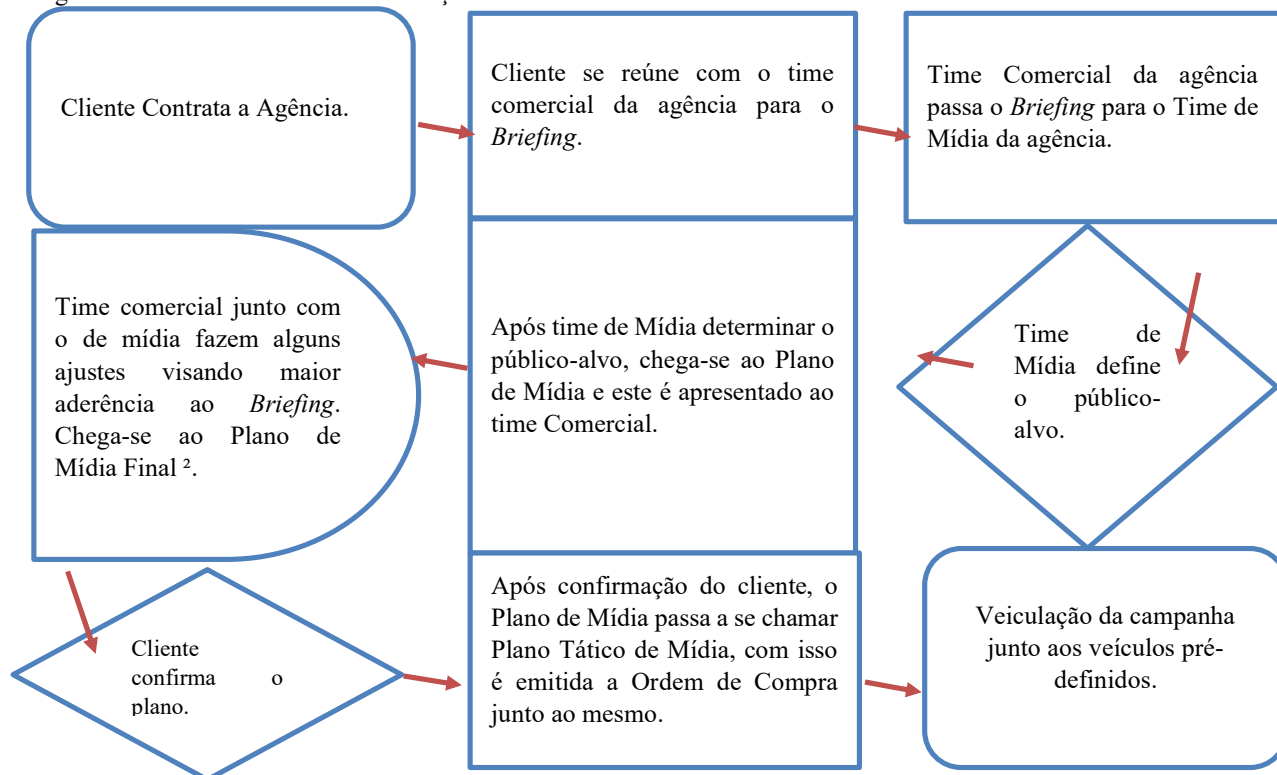 Cliente Contrata a Agência.
Cliente se reúne com o time
comercial da agência para o
Briefing.
Time Comercial da agência
passa o Briefing para o Time de
Mídia da agência.
Time de
Mídia define
o público-
alvo.
Após time de Mídia determinar o
público-alvo, chega-se ao Plano
de Mídia e este é apresentado ao
time Comercial.
Time comercial junto com
o de mídia fazem alguns
ajustes visando maior
aderência ao Briefing.
Chega-se ao Plano de
Mídia Final ².
Cliente
confirma o
plano.
Após confirmação do cliente, o
Plano de Mídia passa a se chamar
Plano Tático de Mídia, com isso
é emitida a Ordem de Compra
junto ao mesmo.
Veiculação da campanha
junto aos veículos pré-
definidos.